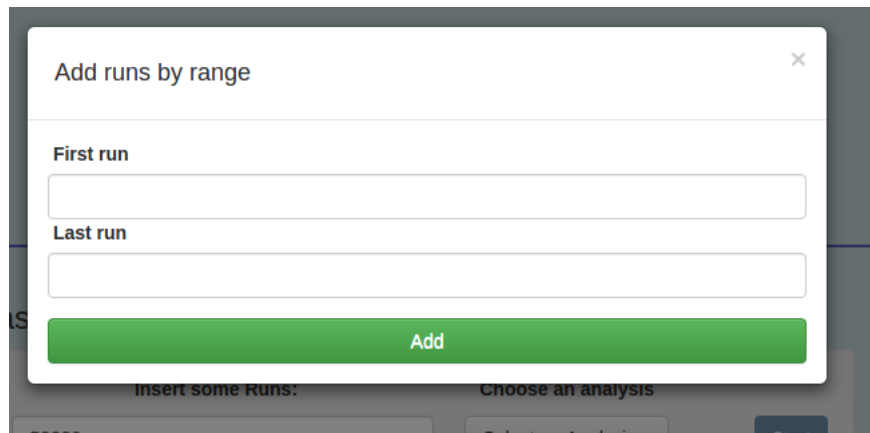 Add runs by range
×
First run
Last run
Add
Insert some Runs:
Choose an analysis